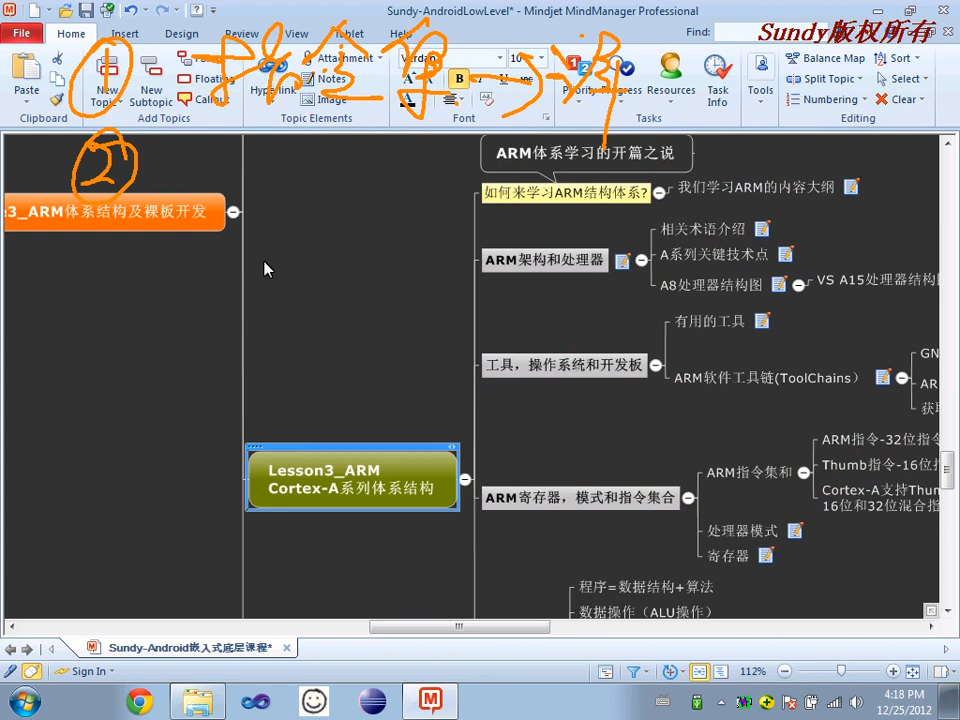 Sundy-AndroidLowLevel* - Mindjet MindManager Professional
File Home Insert Design Review View Tablet Help Find:
Sundy版权所有
Paste
New Topic
New Subtopic
Floating
Callout
Hyperlink
Attachment
Notes
Image
Verdana 10
B
Priority Progress Resources Task Info
Tools
Balance Map
Split Topic
Numbering
Sort
Select
Clear
Clipboard Add Topics Topic Elements Font Tasks Editing
①
②
ARM体系学习的开篇之说
3_ARM体系结构及裸板开发
如何来学习ARM结构体系?
我们学习ARM的内容大纲
ARM架构和处理器
相关术语介绍
A系列关键技术点
A8处理器结构图
VS A15处理器结构图
工具，操作系统和开发板
有用的工具
ARM软件工具链(ToolChains）
GN
AR
获取
Lesson3_ARM
Cortex-A系列体系结构
ARM寄存器，模式和指令集合
ARM指令集和
ARM指令-32位指令
Thumb指令-16位指
Cortex-A支持Thum
16位和32位混合指
处理器模式
寄存器
程序=数据结构+算法
数据操作（ALU操作）
Sundy-Android嵌入式底层课程*
Sign In
112%
4:18 PM
12/25/2012